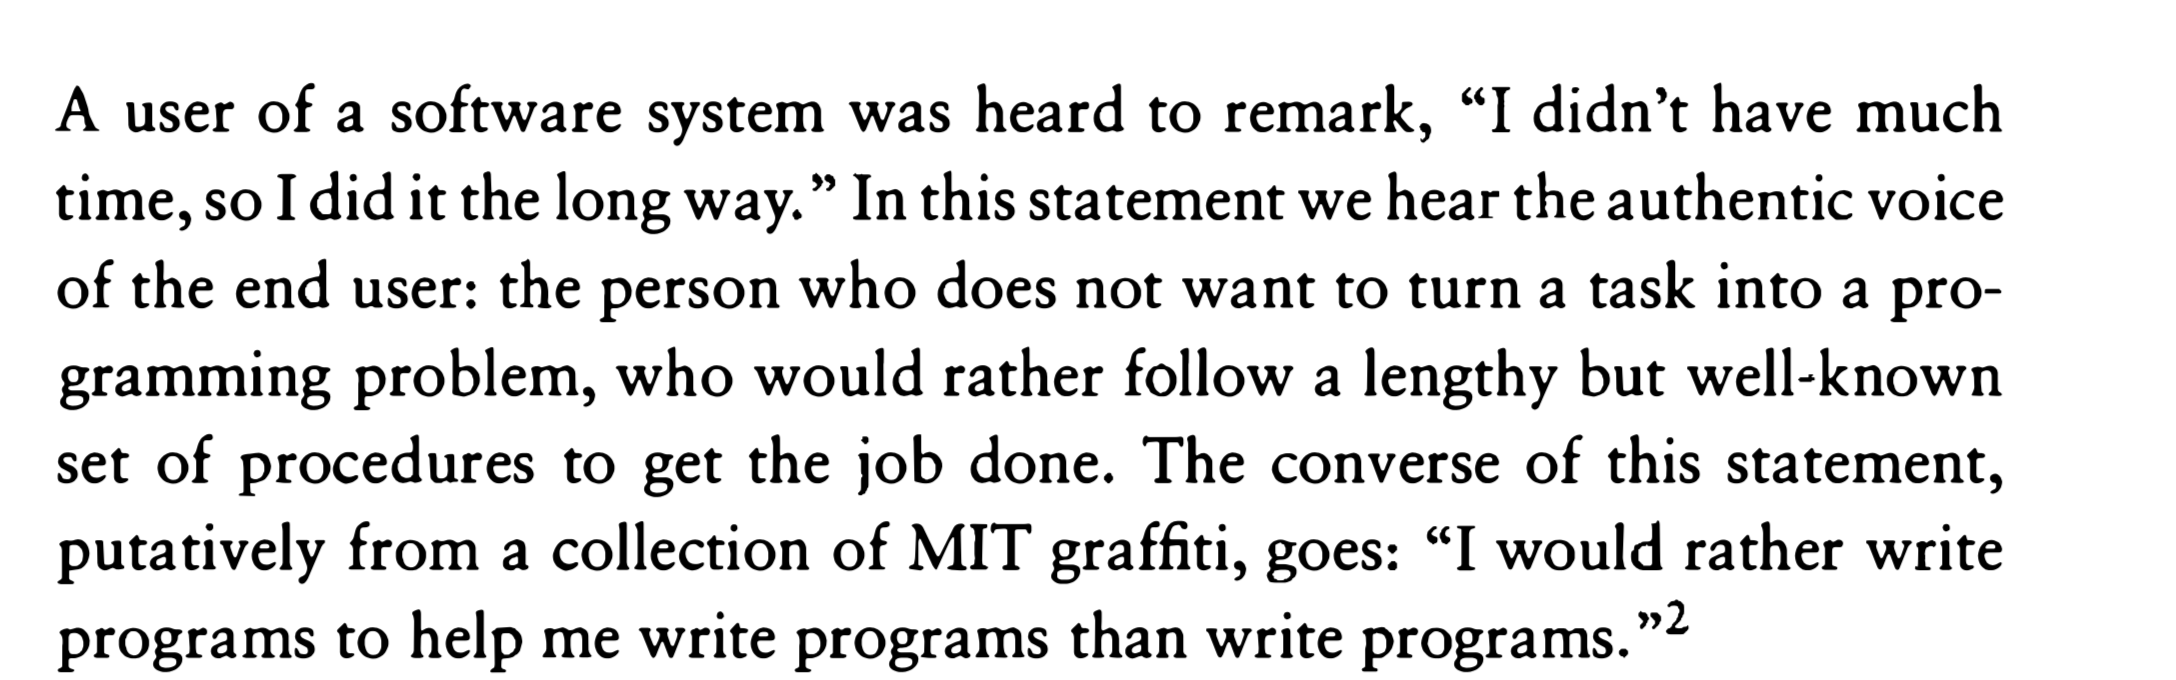 A user of a software system was heard to remark, “I didn’t have much
time, so I did it the long way.” In this statement we hear the authentic voice
of the end user: the person who does not want to turn a task into a pro-
gramming problem, who would rather follow a lengthy but well-known
set of procedures to get the job done. The converse of this statement,
putatively from a collection of MIT graffiti, goes: “I would rather write
programs to help me write programs than write programs.”2